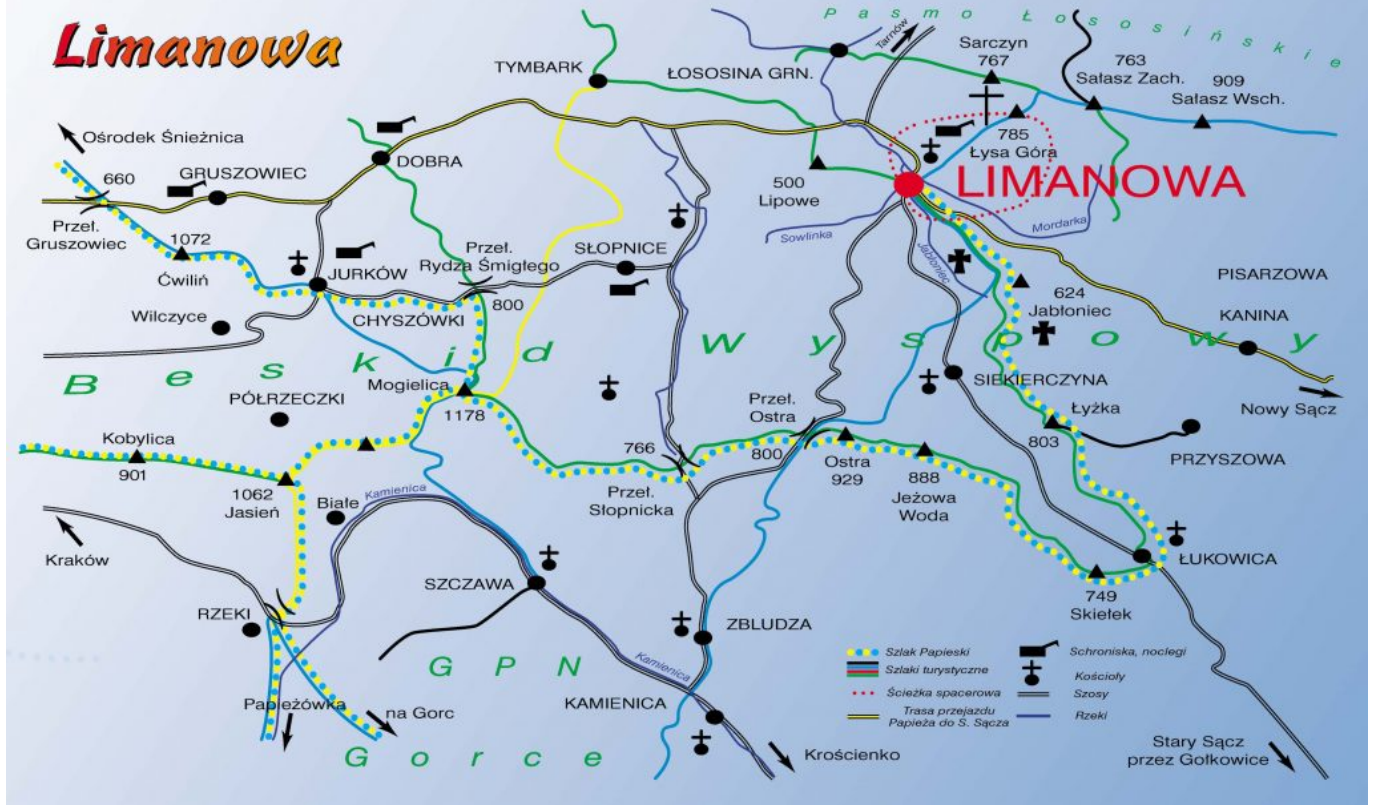 Limanowa
Pasmo Łososińskie
Tarnów
Sarczyn
767
763
Sałasz Zach.
909
Sałasz Wsch.
TYMBARK
ŁOSOSINA GRN.
Ośrodek Śnieżnica
GRUSZOWIEC
DOBRA
785
Łysa Góra
660
500
Lipowe
LIMANOWA
Przeł.
Gruszowiec
1072
Ćwilin
Mordarka
Sowlinka
Jabłoniec
Przeł.
Rydza Śmigłego
SŁOPNICE
JURKÓW
PISARZOWA
800
624
Jabłoniec
Wilczyce
CHYSZÓWKI
KANINA
Beskid Wyspowy
Mogielica
1178
PÓŁRZECZKI
SIEKIERCZYNA
Nowy Sącz
Przeł.
Ostra
Łyżka
Kobylica
901
766
800
803
Ostra
929
888
Jeżowa
Woda
PRZYSZOWA
1062
Jasień
Białe
Kamienica
Przeł.
Słopnicka
Kraków
SZCZAWA
ŁUKOWICA
749
Skiełek
RZEKI
ZBLUDZA
GPN
Kamienica
Papieżówka
na Gorc
KAMIENICA
Gorce
Krościenko
Szlak Papieski
Szlaki turystyczne
Ścieżka spacerowa
Trasa przejazdu
Papieża do S. Sącza
Schroniska, noclegi
Kościoły
Szosy
Rzeki
Stary Sącz
przez Gołkowice